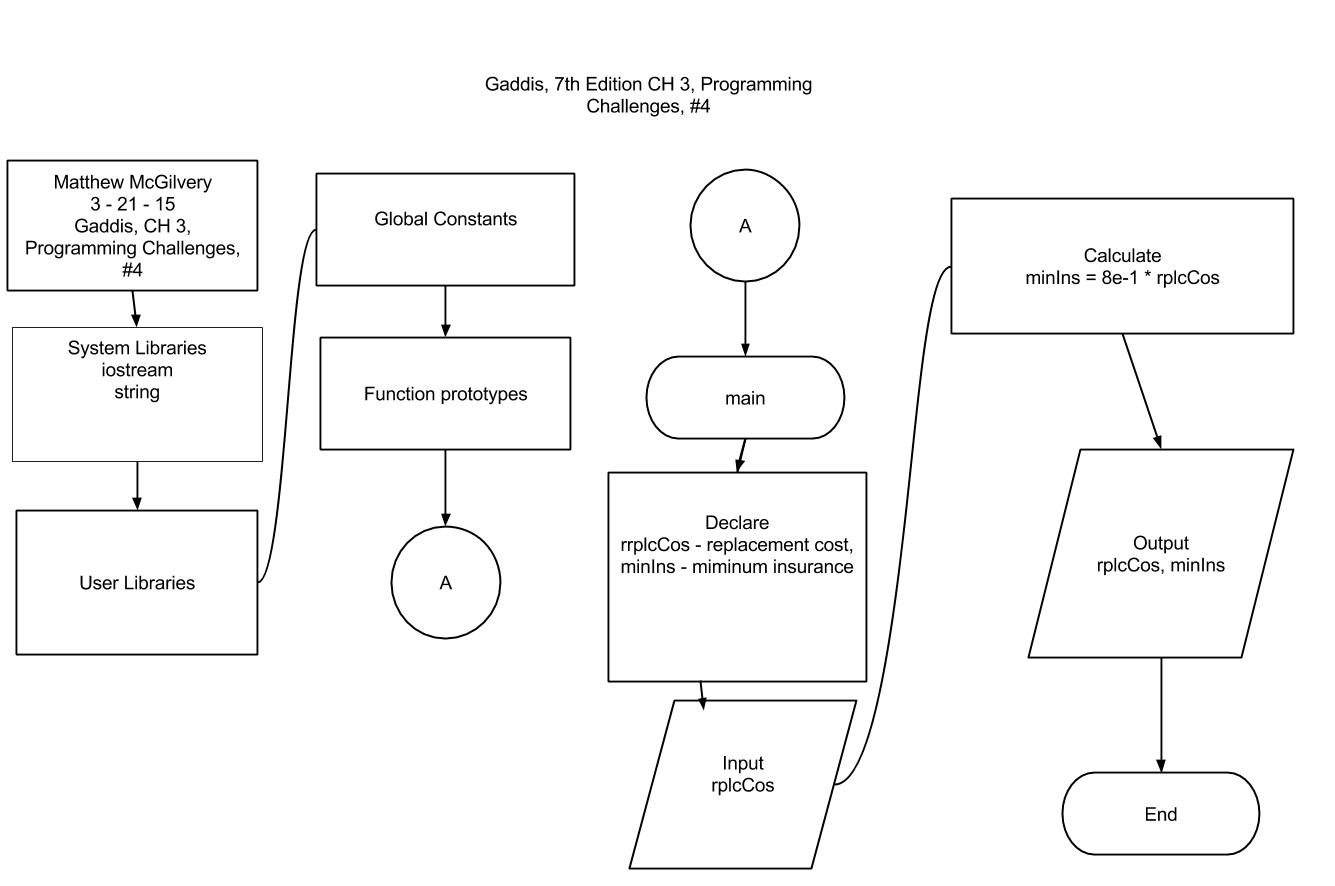 Gaddis, 7th Edition CH 3, Programming
Challenges, #4
Matthew McGilvery
3 - 21 - 15
Gaddis, CH 3,
Programming Challenges,
#4
System Libraries
iostream
string
User Libraries
Global Constants
Function prototypes
A
A
main
Declare
rrplcCos - replacement cost,
minIns - miminum insurance
Input
rplcCos
Calculate
minIns = 8e-1 * rplcCos
Output
rplcCos, minIns
End